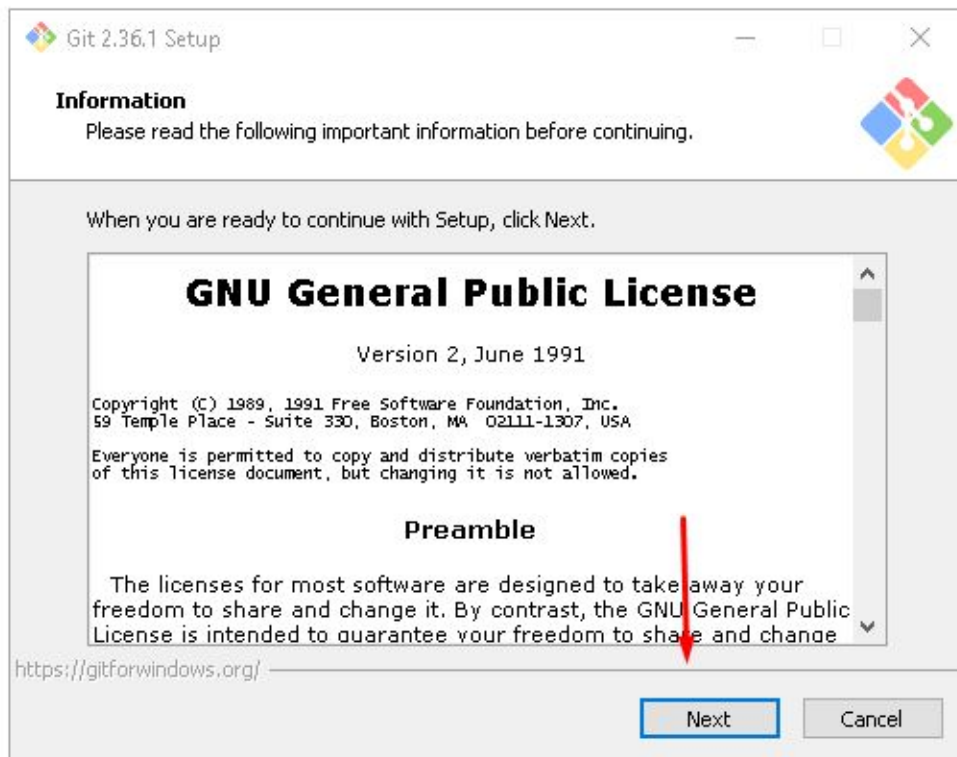 Git 2.36.1 Setup
Information
Please read the following important information before continuing.
When you are ready to continue with Setup, click Next.
GNU General Public License
Version 2, June 1991
Copyright (C) 1989, 1991 Free Software Foundation, Inc.
59 Temple Place - Suite 330, Boston, MA  02111-1307, USA
Everyone is permitted to copy and distribute verbatim copies
of this license document, but changing it is not allowed.
Preamble
The licenses for most software are designed to take away your
freedom to share and change it. By contrast, the GNU General Public
License is intended to guarantee your freedom to share and change
https://gitforwindows.org/
Next
Cancel